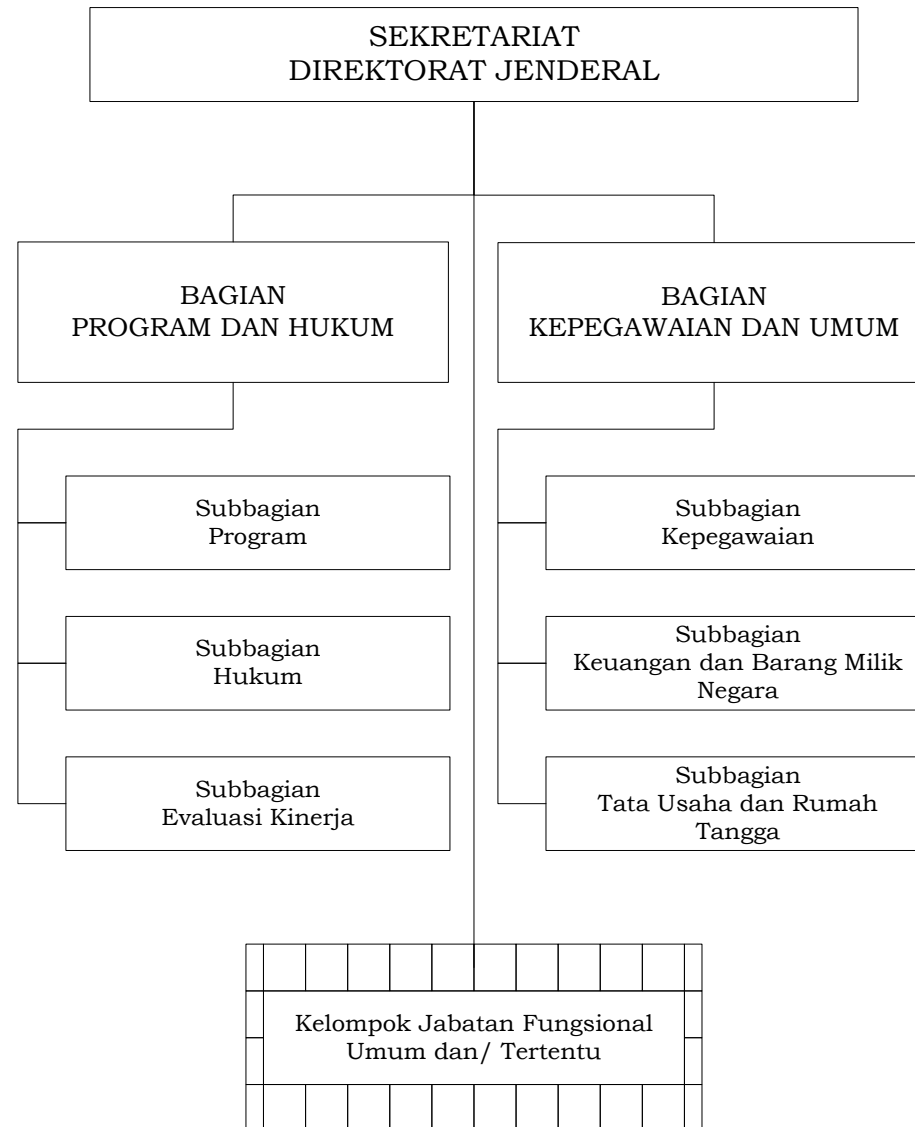 SEKRETARIAT
DIREKTORAT JENDERAL
BAGIAN
PROGRAM DAN HUKUM
BAGIAN
KEPEGAWAIAN DAN UMUM
Subbagian
Program
Subbagian
Kepegawaian
Subbagian
Hukum
Subbagian
Keuangan dan Barang Milik
Negara
Subbagian
Evaluasi Kinerja
Subbagian
Tata Usaha dan Rumah
Tangga
Kelompok Jabatan Fungsional
Umum dan/ Tertentu